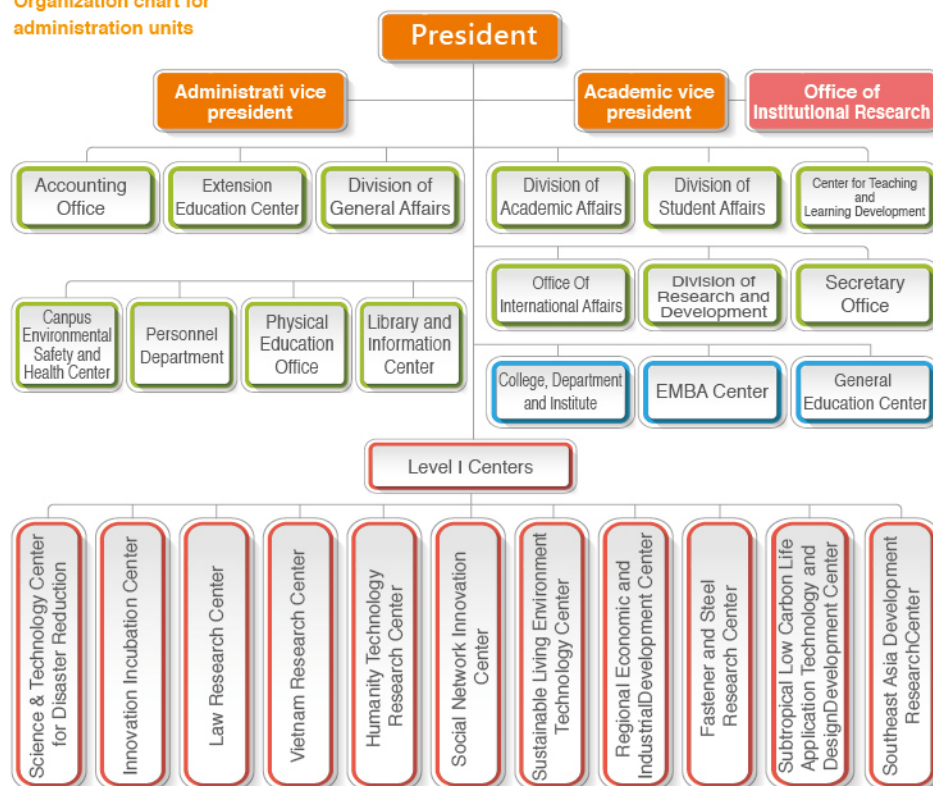 Organization chart for
administration units
President
Administrati vice
president
Academic vice
president
Office of
Institutional Research
Accounting
Office
Extension
Education Center
Division of
General Affairs
Division of
Academic Affairs
Division of
Student Affairs
Center for Teaching
and
Learning Development
Office Of
International Affairs
Division of
Research and
Development
Secretary
Office
Canpus
Environmental
Safety and
Health Center
Personnel
Department
Physical
Education
Office
Library and
Information
Center
College, Department
and Institute
EMBA Center
General
Education Center
Level I Centers
Science & Technology Center
for Disaster Reduction
Innovation Incubation Center
Law Research Center
Vietnam Research Center
Humanity Technology
Research Center
Social Network Innovation
Center
Sustainable Living Environment
Technology Center
Regional Economic and
IndustrialDevelopment Center
Fastener and Steel
Research Center
Subtropical Low Carbon Life
Application Technology and
DesignDevelopment Center
Southeast Asia Development
ResearchCenter